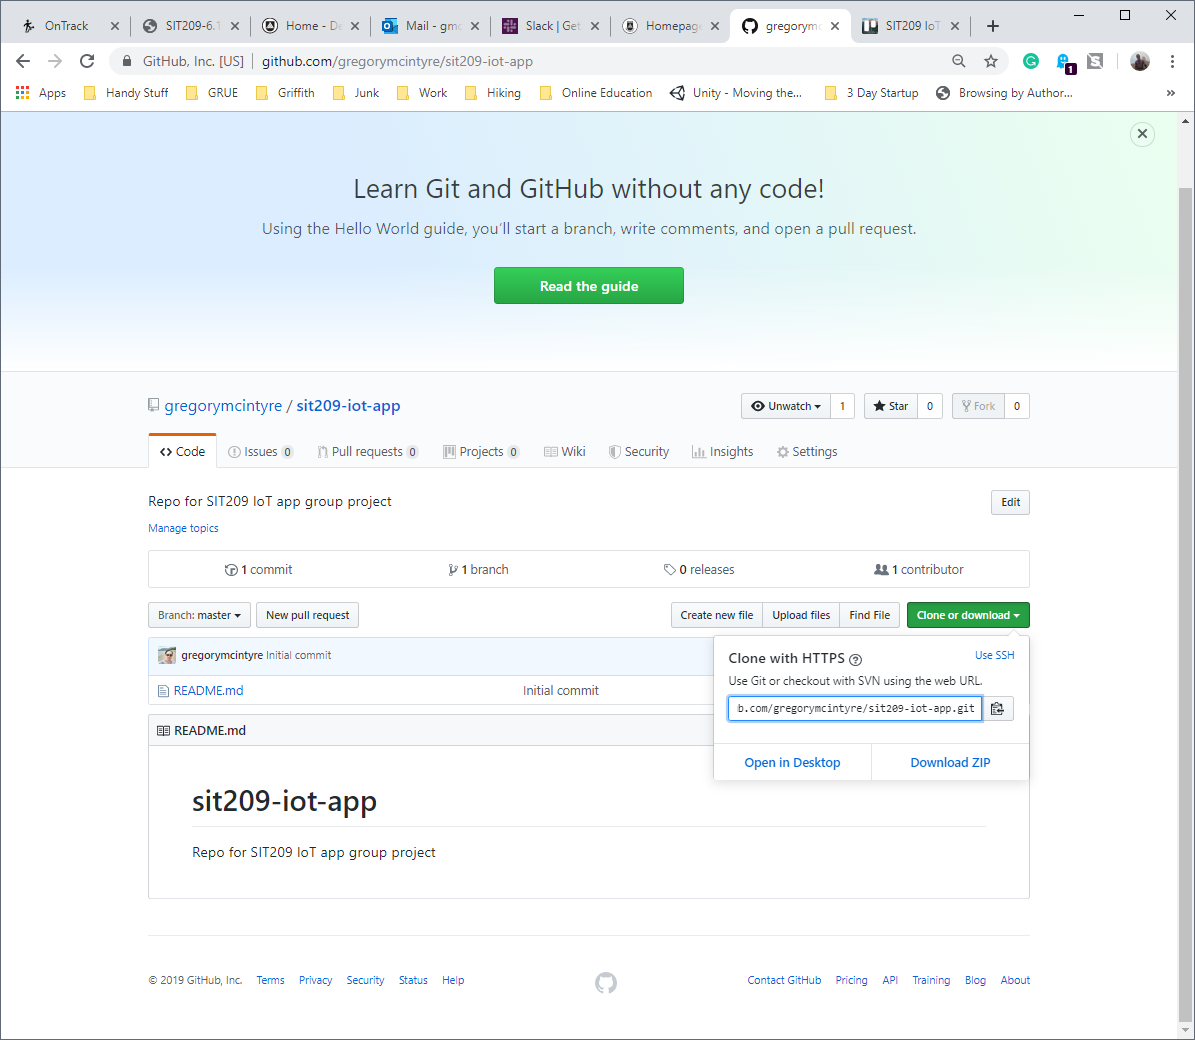 OnTrack
SIT209-6.1
Home - De
Mail - gmc
Slack | Get
Homepag
gregorymc
SIT209 IoT
GitHub, Inc. [US] | github.com/gregorymcintyre/sit209-iot-app
1
Apps
Handy Stuff
GRUE
Griffith
Junk
Work
Hiking
Online Education
Unity - Moving the...
3 Day Startup
Browsing by Author...
»
Learn Git and GitHub without any code!
Using the Hello World guide, you'll start a branch, write comments, and open a pull request.
Read the guide
gregorymcintyre / sit209-iot-app
Unwatch 1
Star 0
Fork 0
Code
Issues 0
Pull requests 0
Projects 0
Wiki
Security
Insights
Settings
Repo for SIT209 IoT app group project
Edit
Manage topics
1 commit
1 branch
0 releases
1 contributor
Branch: master
New pull request
Create new file
Upload files
Find File
Clone or download
gregorymcintyre Initial commit
README.md
Initial commit
Clone with HTTPS
Use SSH
Use Git or checkout with SVN using the web URL.
b.com/gregorymcintyre/sit209-iot-app.git
Open in Desktop
Download ZIP
README.md
sit209-iot-app
Repo for SIT209 IoT app group project
© 2019 GitHub, Inc.
Terms
Privacy
Security
Status
Help
Contact GitHub
Pricing
API
Training
Blog
About